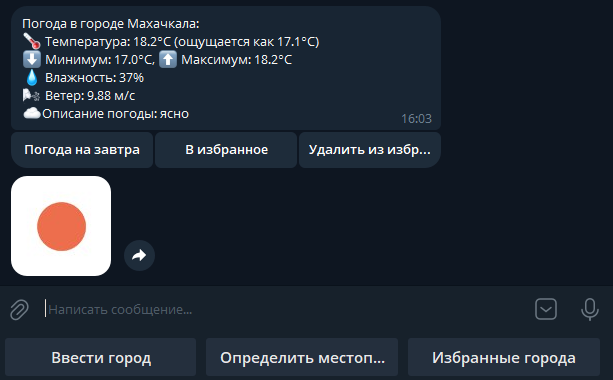 Погода в городе Махачкала:
🌡️ Температура: 18.2°C (ощущается как 17.1°C)
⬇️ Минимум: 17.0°C, ⬆️ Максимум: 18.2°C
💧 Влажность: 37%
🌬️ Ветер: 9.88 м/с
☁️Описание погоды: ясно
16:03
Погода на завтра В избранное Удалить из избр...
Написать сообщение...
Ввести город Определить местоп... Избранные города